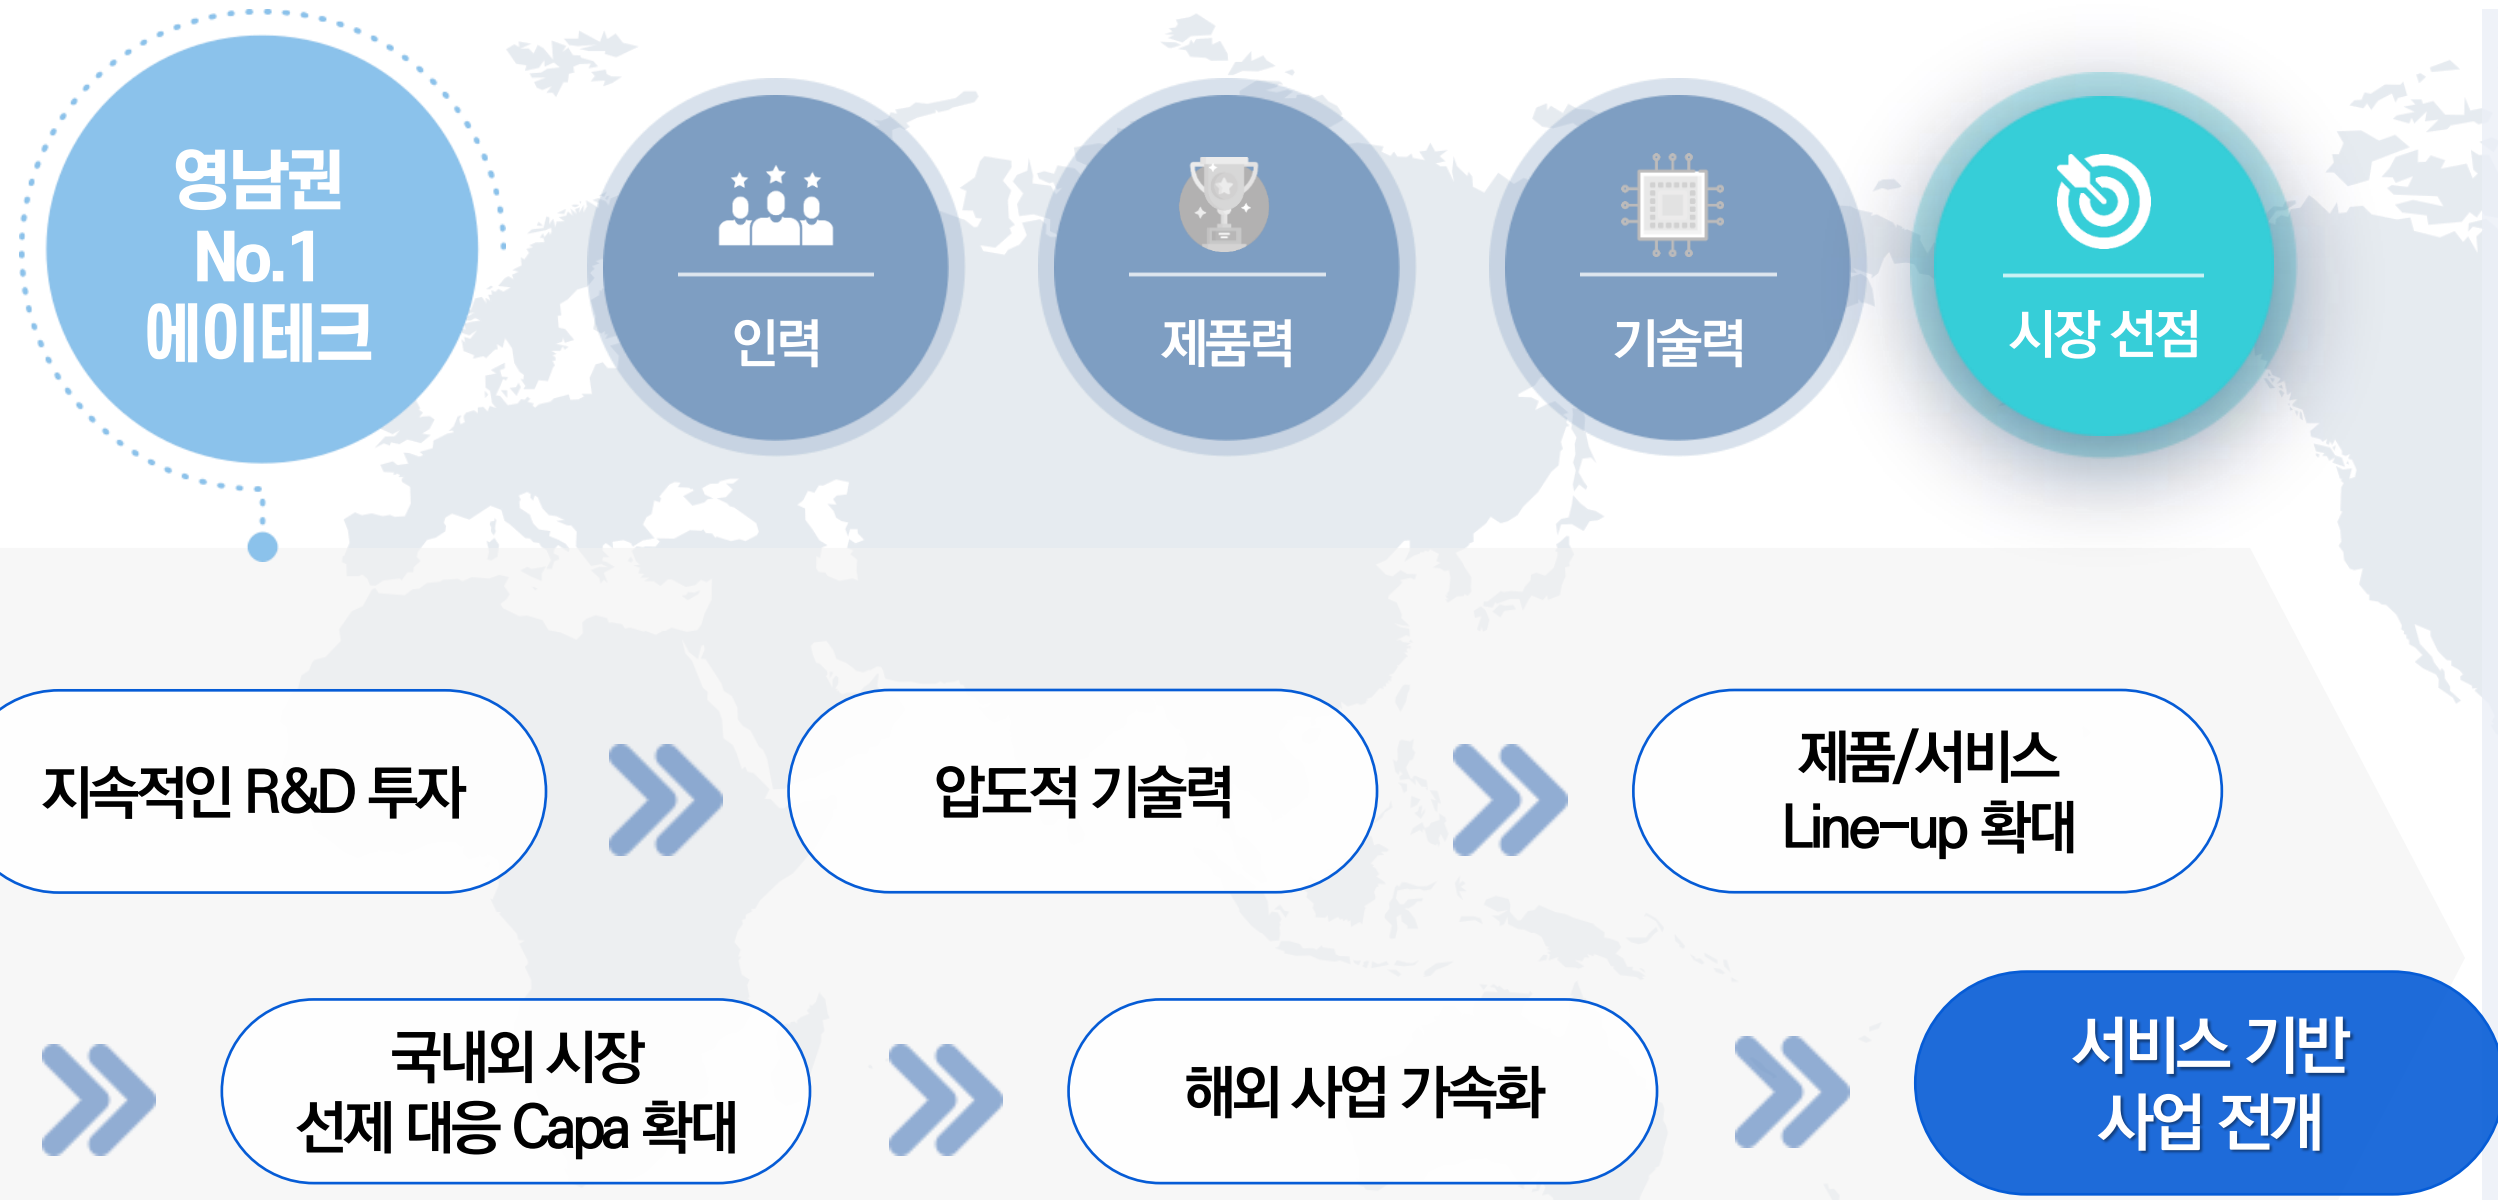 영남권
No.1
에이테크
인력
제품력
기술력
시장 선점
지속적인 R&D 투자
압도적 기술력
제품/서비스
Line-up 확대
국내외 시장
선제 대응 Capa 확대
해외 사업 가속화
서비스 기반
사업 전개